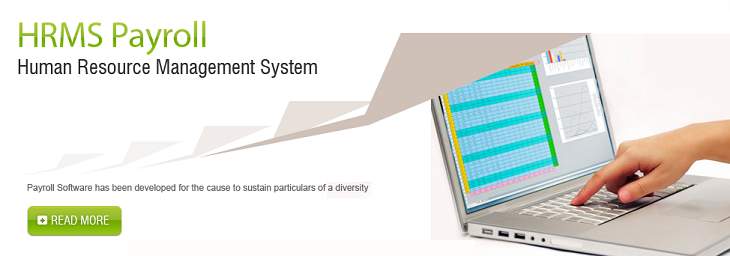 HRMS Payroll
Human Resource Management System
Payroll Software has been developed for the cause to sustain particulars of a diversity
READ MORE